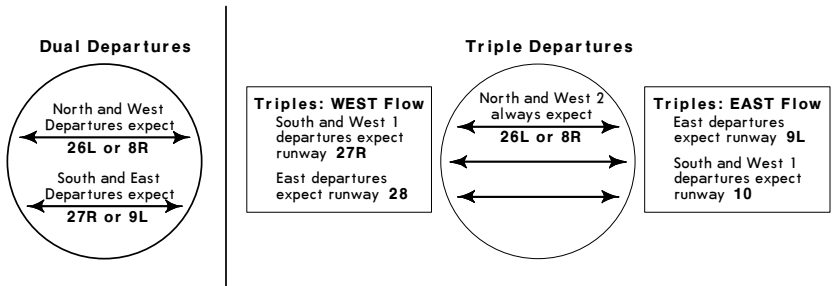 Dual Departures
North and West
Departures expect
26L or 8R
South and East
Departures expect
27R or 9L
Triple Departures
Triples: WEST Flow
South and West 1
departures expect
runway 27R
East departures
expect runway 28
North and West 2
always expect
26L or 8R
Triples: EAST Flow
East departures
expect runway 9L
South and West 1
departures expect
runway 10